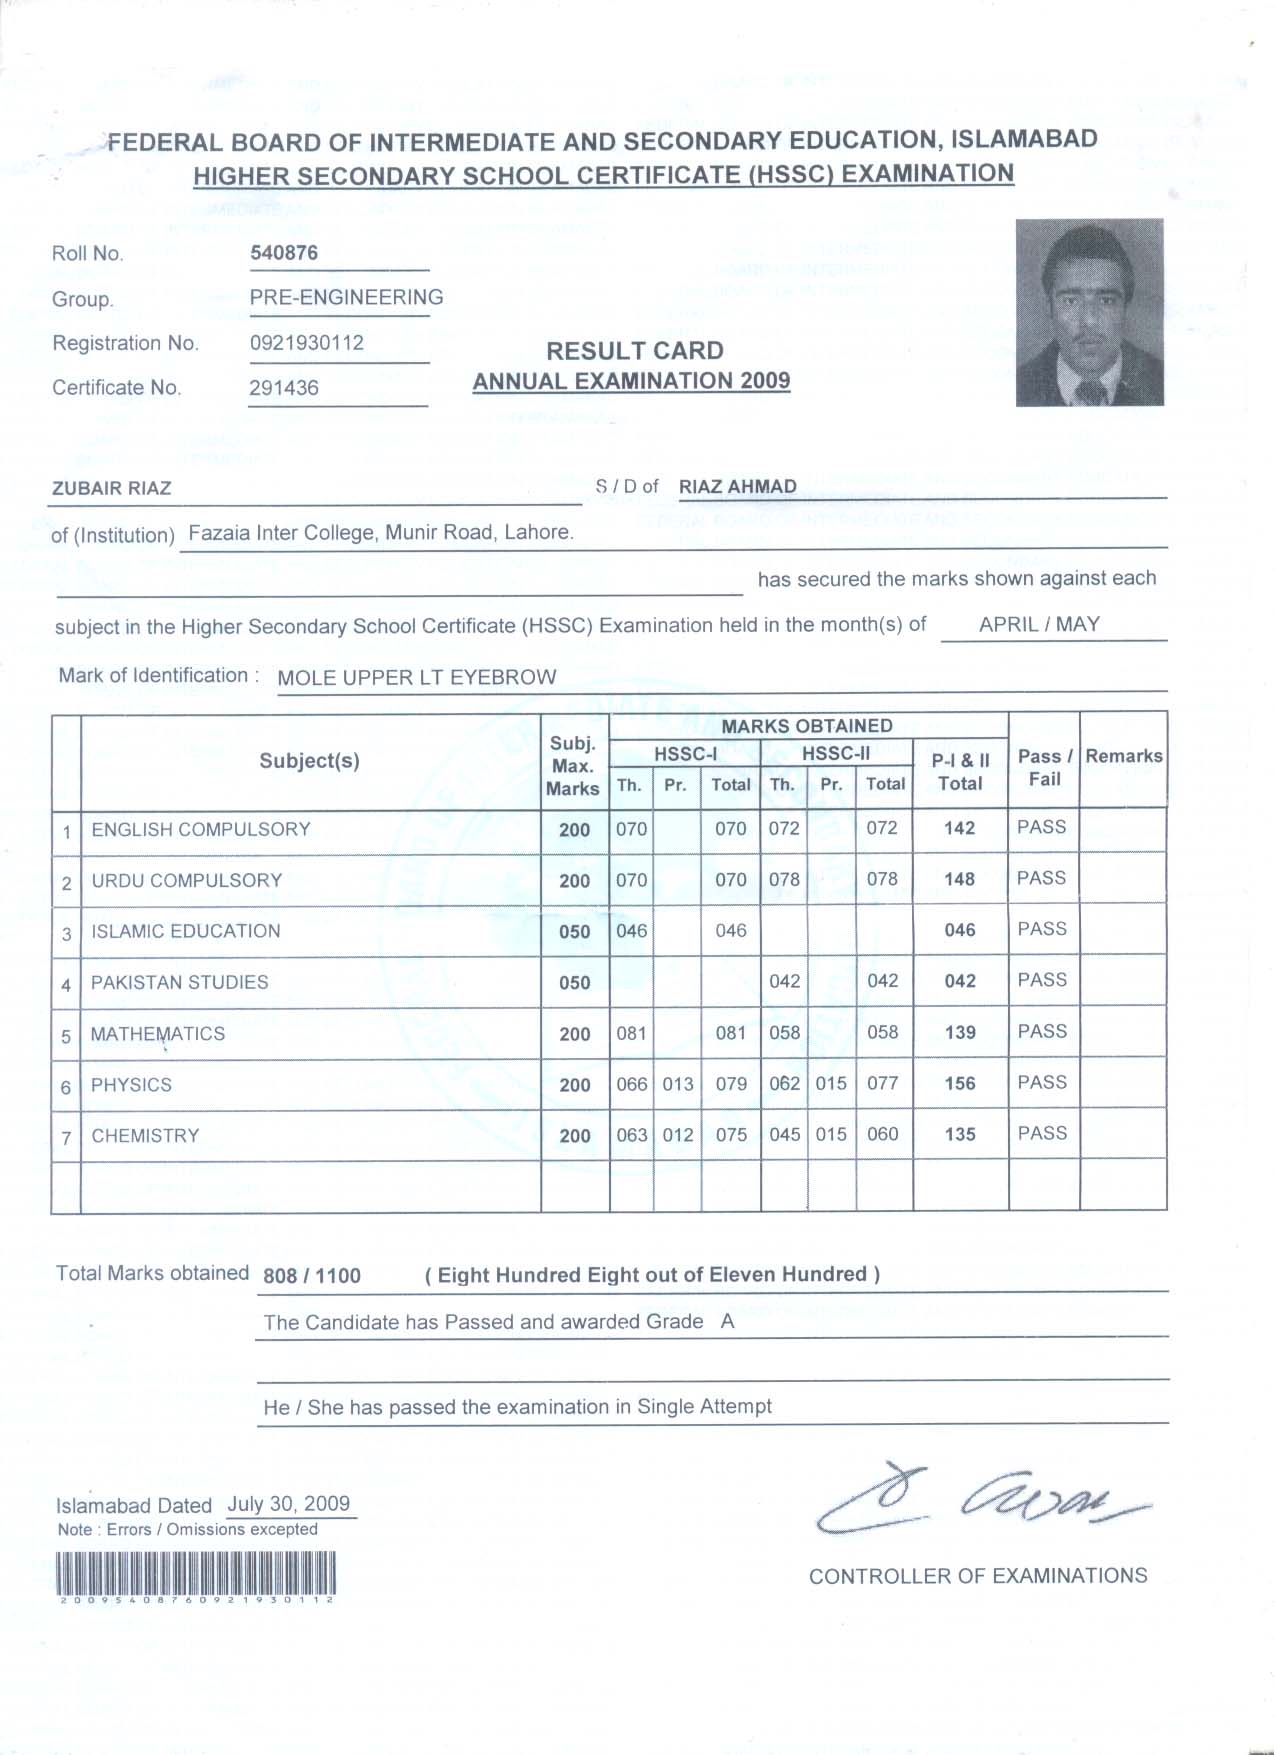 FEDERAL BOARD OF INTERMEDIATE AND SECONDARY EDUCATION, ISLAMABAD
HIGHER SECONDARY SCHOOL CERTIFICATE (HSSC) EXAMINATION
Roll No. 540876
Group. PRE-ENGINEERING
Registration No. 0921930112
Certificate No. 291436
RESULT CARD
ANNUAL EXAMINATION 2009
ZUBAIR RIAZ S / D of RIAZ AHMAD
of (Institution) Fazaia Inter College, Munir Road, Lahore.
has secured the marks shown against each
subject in the Higher Secondary School Certificate (HSSC) Examination held in the month(s) of APRIL / MAY
Mark of Identification : MOLE UPPER LT EYEBROW
Subject(s) Subj. Max. Marks MARKS OBTAINED Pass / Fail Remarks
HSSC-I HSSC-II P-I & II Total
Th. Pr. Total Th. Pr. Total
1 ENGLISH COMPULSORY 200 070 070 072 072 142 PASS
2 URDU COMPULSORY 200 070 070 078 078 148 PASS
3 ISLAMIC EDUCATION 050 046 046 046 PASS
4 PAKISTAN STUDIES 050 042 042 042 PASS
5 MATHEMATICS 200 081 081 058 058 139 PASS
6 PHYSICS 200 066 013 079 062 015 077 156 PASS
7 CHEMISTRY 200 063 012 075 045 015 060 135 PASS
Total Marks obtained 808 / 1100 ( Eight Hundred Eight out of Eleven Hundred )
The Candidate has Passed and awarded Grade A
He / She has passed the examination in Single Attempt
Islamabad Dated July 30, 2009
Note : Errors / Omissions excepted
20095408760921930112
CONTROLLER OF EXAMINATIONS